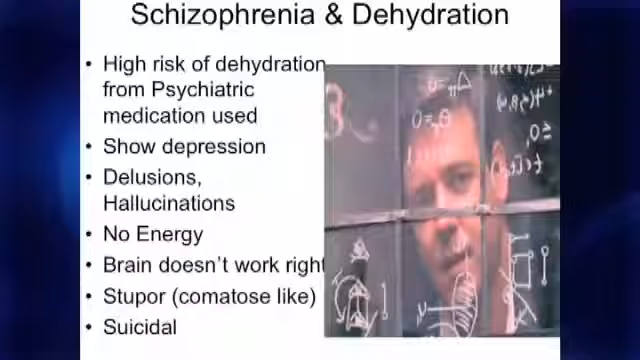 Schizophrenia & Dehydration
• High risk of dehydration
from Psychiatric
medication used
• Show depression
• Delusions,
Hallucinations
• No Energy
• Brain doesn't work right
• Stupor (comatose like)
• Suicidal